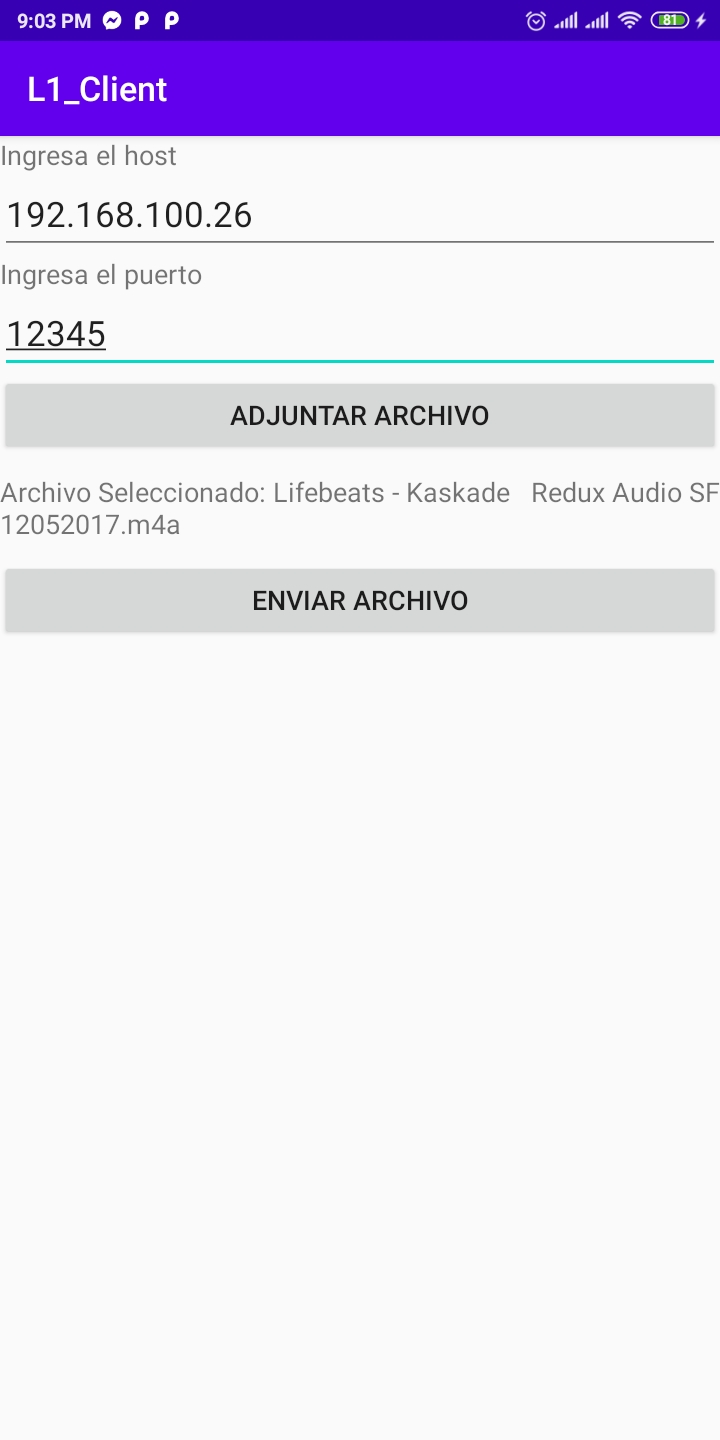 9:03 PM 81
L1_Client
Ingresa el host
192.168.100.26
Ingresa el puerto
12345
ADJUNTAR ARCHIVO
Archivo Seleccionado: Lifebeats - Kaskade   Redux Audio SF
12052017.m4a
ENVIAR ARCHIVO